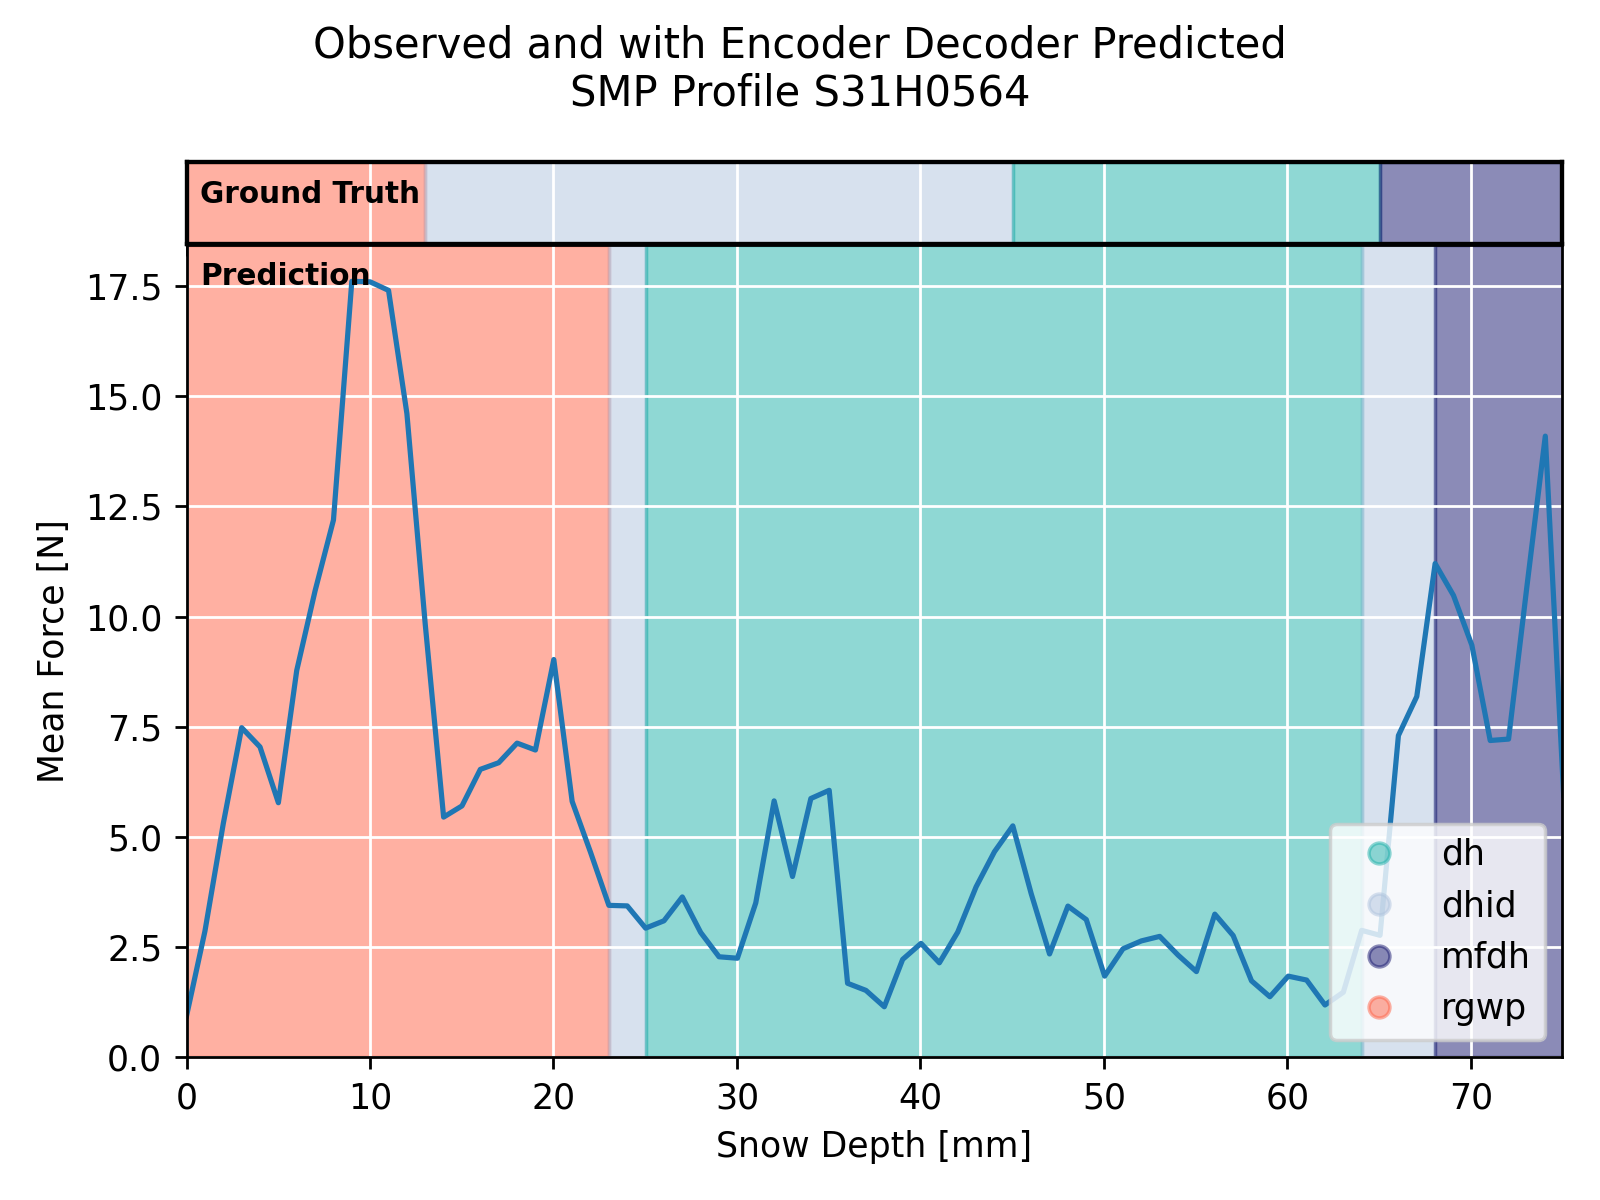 Observed and with Encoder Decoder Predicted
SMP Profile S31H0564
Ground Truth
Prediction
17.5
15.0
12.5
10.0
7.5
5.0
2.5
0.0
Mean Force [N]
dh
dhid
mfdh
rgwp
0 10 20 30 40 50 60 70
Snow Depth [mm]